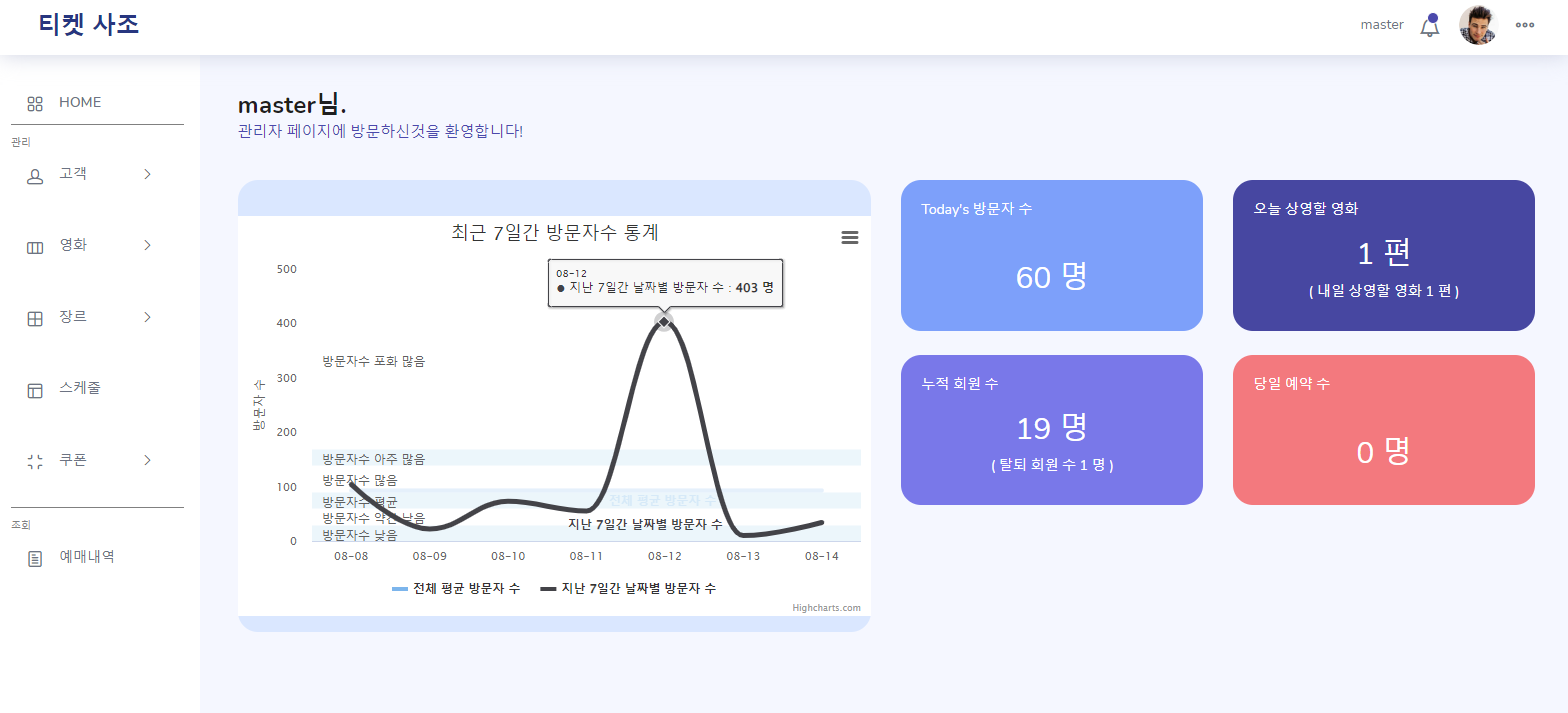 티켓 사조
master
HOME
관리
고객
영화
장르
스케줄
쿠폰
조회
예매내역
master님.
관리자 페이지에 방문하신것을 환영합니다!
최근 7일간 방문자수 통계
08-12
● 지난 7일간 날짜별 방문자 수 : 403 명
방문자 수
500
400
300
200
100
0
방문자수 포화 많음
방문자수 아주 많음
방문자수 많음
방문자수 평균
방문자수 약간 낮음
방문자수 낮음
전체 평균 방문자 수
지난 7일간 날짜별 방문자 수
08-08 08-09 08-10 08-11 08-12 08-13 08-14
전체 평균 방문자 수 지난 7일간 날짜별 방문자 수
Highcharts.com
Today's 방문자 수
60 명
오늘 상영할 영화
1 편
( 내일 상영할 영화 1 편 )
누적 회원 수
19 명
( 탈퇴 회원 수 1 명 )
당일 예약 수
0 명